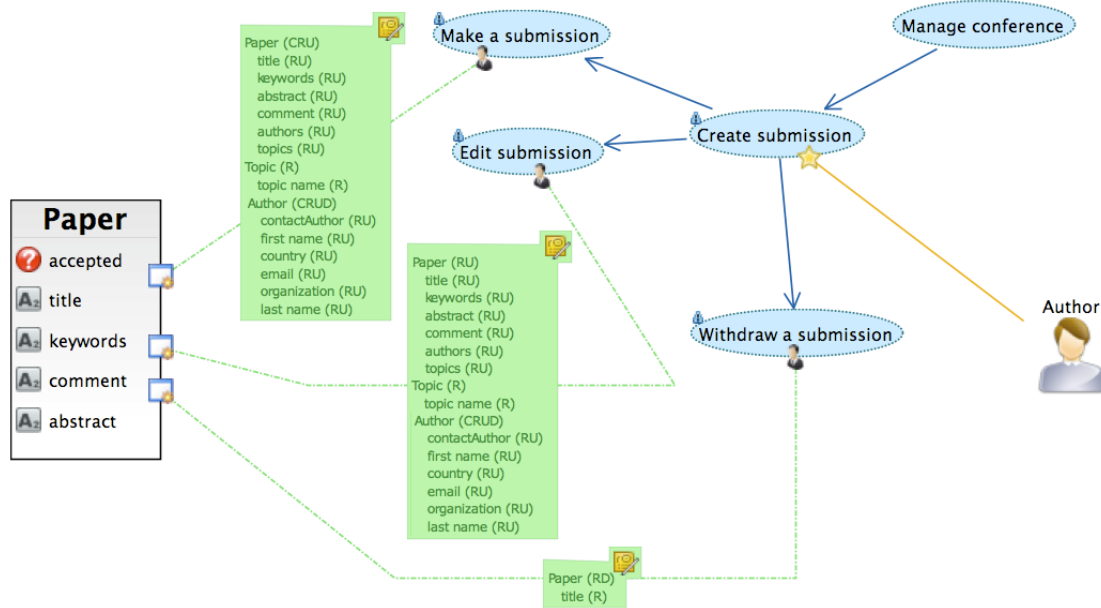 Paper
accepted
title
keywords
comment
abstract
Paper (CRU)
title (RU)
keywords (RU)
abstract (RU)
comment (RU)
authors (RU)
topics (RU)
Topic (R)
topic name (R)
Author (CRUD)
contactAuthor (RU)
first name (RU)
country (RU)
email (RU)
organization (RU)
last name (RU)
Make a submission
Manage conference
Create submission
Edit submission
Paper (RU)
title (RU)
keywords (RU)
abstract (RU)
comment (RU)
authors (RU)
topics (RU)
Topic (R)
topic name (R)
Author (CRUD)
contactAuthor (RU)
first name (RU)
country (RU)
email (RU)
organization (RU)
last name (RU)
Withdraw a submission
Author
Paper (RD)
title (R)